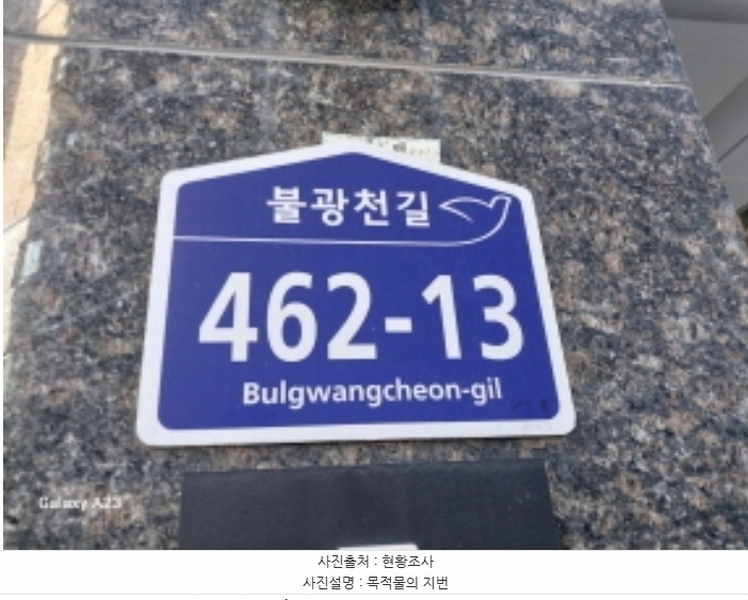 불광천길
462-13
Bulgwangcheon-gil
Galaxy A23
사진출처 : 현황조사
사진설명 : 목적물의 지번